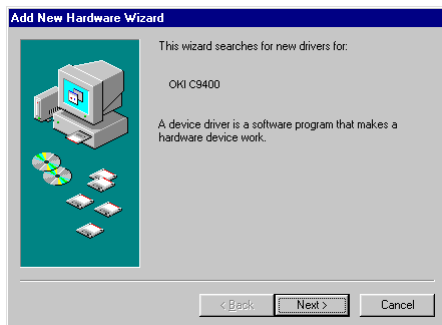 Add New Hardware Wizard
This wizard searches for new drivers for:
OKI C9400
A device driver is a software program that makes a
hardware device work.
< Back
Next >
Cancel